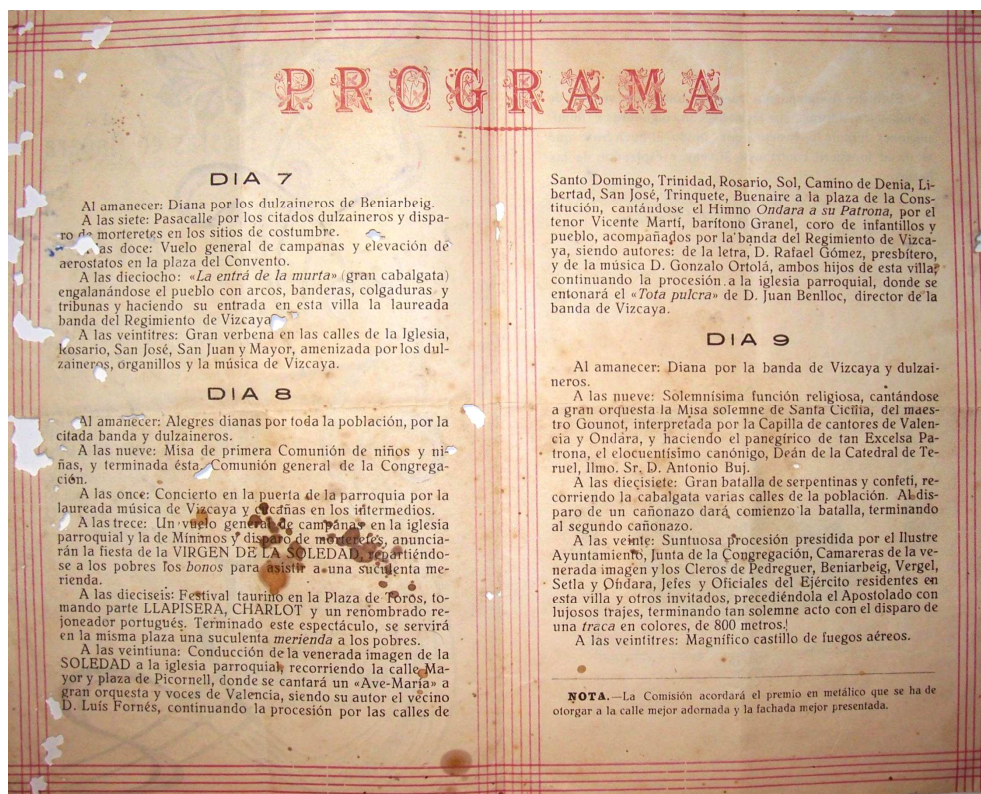 PROGRAMA
DIA 7
Al amanecer: Diana por los dulzaineros de Beniarbeig.
A las siete: Pasacalle por los citados dulzaineros y dispa-
ro de morteretes en los sitios de costumbre.
las doce: Vuelo general de campanas y elevación de
aerostatos en la plaza del Convento.
A las dieciocho: «La entrá de la murta» (gran cabalgata)
engalanándose el pueblo con arcos, banderas, colgaduras y
tribunas y haciendo su entrada en esta villa la laureada
banda del Regimiento de Vizcaya
A las veintitres: Gran verbena en las calles de la Iglesia,
Rosario, San José, San Juan y Mayor, amenizada por los dul-
zaineros, organillos y la música de Vizcaya.
DIA 8
Al amanecer: Alegres dianas por toda la población, por la
citada banda y dulzaineros.
A las nueve: Misa de primera Comunión de niños y ni-
ñas, y terminada ésta, Comunión general de la Congrega-
ción.
A las once: Concierto en la puerta de la parroquia por la
laureada música de Vizcaya y cucañas en los intermedios.
A las trece: Un vuelo general de campanas en la iglesia
parroquial y la de Mínimos y disparo de morteretes, anuncia-
rán la fiesta de la VIRGEN DE LA SOLEDAD, repartiéndo-
se a los pobres los bonos para asistir a una suculenta me-
rienda.
A las dieciseis: Festival taurino en la Plaza de Toros, to-
mando parte LLAPISERA, CHARLOT y un renombrado re-
joneador portugués. Terminado este espectáculo, se servirá
en la misma plaza una suculenta merienda a los pobres.
A las veintiuna: Conducción de la venerada imagen de la
SOLEDAD a la iglesia parroquial, recorriendo la calle Ma-
yor y plaza de Picornell, donde se cantará un «Ave-María» a
gran orquesta y voces de Valencia, siendo su autor el vecino
D. Luís Fornés, continuando la procesión por las calles de
Santo Domingo, Trinidad, Rosario, Sol, Camino de Denia, Li-
bertad, San José, Trinquete, Buenaire a la plaza de la Cons-
titución, cantándose el Himno Ondara a su Patrona, por el
tenor Vicente Martí, barítono Granel, coro de infantillos y
pueblo, acompañados por la banda del Regimiento de Vizca-
ya, siendo autores: de la letra, D. Rafael Gómez, presbítero,
y de la música D. Gonzalo Ortolá, ambos hijos de esta villa;
continuando la procesión a la iglesia parroquial, donde se
entonará el «Tota pulcra» de D. Juan Benlloc, director de la
banda de Vizcaya.
DIA 9
Al amanecer: Diana por la banda de Vizcaya y dulzai-
neros.
A las nueve: Solemnísima función religiosa, cantándose
a gran orquesta la Misa solemne de Santa Cicilia, del maes-
tro Gounot, interpretada por la Capilla de cantores de Valen-
cia y Ondara, y haciendo el panegírico de tan Excelsa Pa-
trona, el elocuentísimo canónigo, Deán de la Catedral de Te-
ruel, Ilmo. Sr. D. Antonio Buj.
A las diecisiete: Gran batalla de serpentinas y confeti, re-
corriendo la cabalgata varias calles de la población. Al dis-
paro de un cañonazo dará comienzo la batalla, terminando
al segundo cañonazo.
A las veinte: Suntuosa procesión presidida por el Ilustre
Ayuntamiento, Junta de la Congregación, Camareras de la ve-
nerada imagen y los Cleros de Pedreguer, Beniarbeig, Vergel,
Setla y Ondara, Jefes y Oficiales del Ejército residentes en
esta villa y otros invitados, precediéndola el Apostolado con
lujosos trajes, terminando tan solemne acto con el disparo de
una traca en colores, de 800 metros.
A las veintitres: Magnífico castillo de fuegos aéreos.
NOTA.—La Comisión acordará el premio en metálico que se ha de
otorgar a la calle mejor adornada y la fachada mejor presentada.